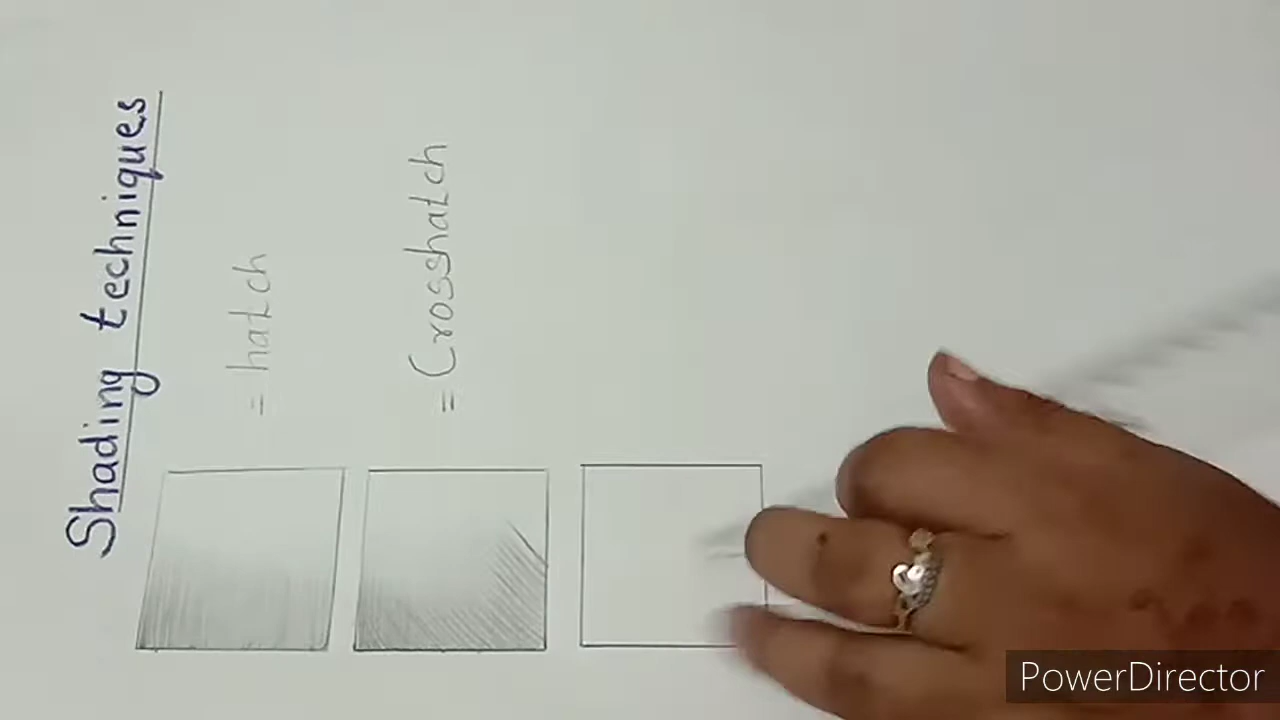 Shading techniques
= hatch
= Crosshatch
PowerDirector